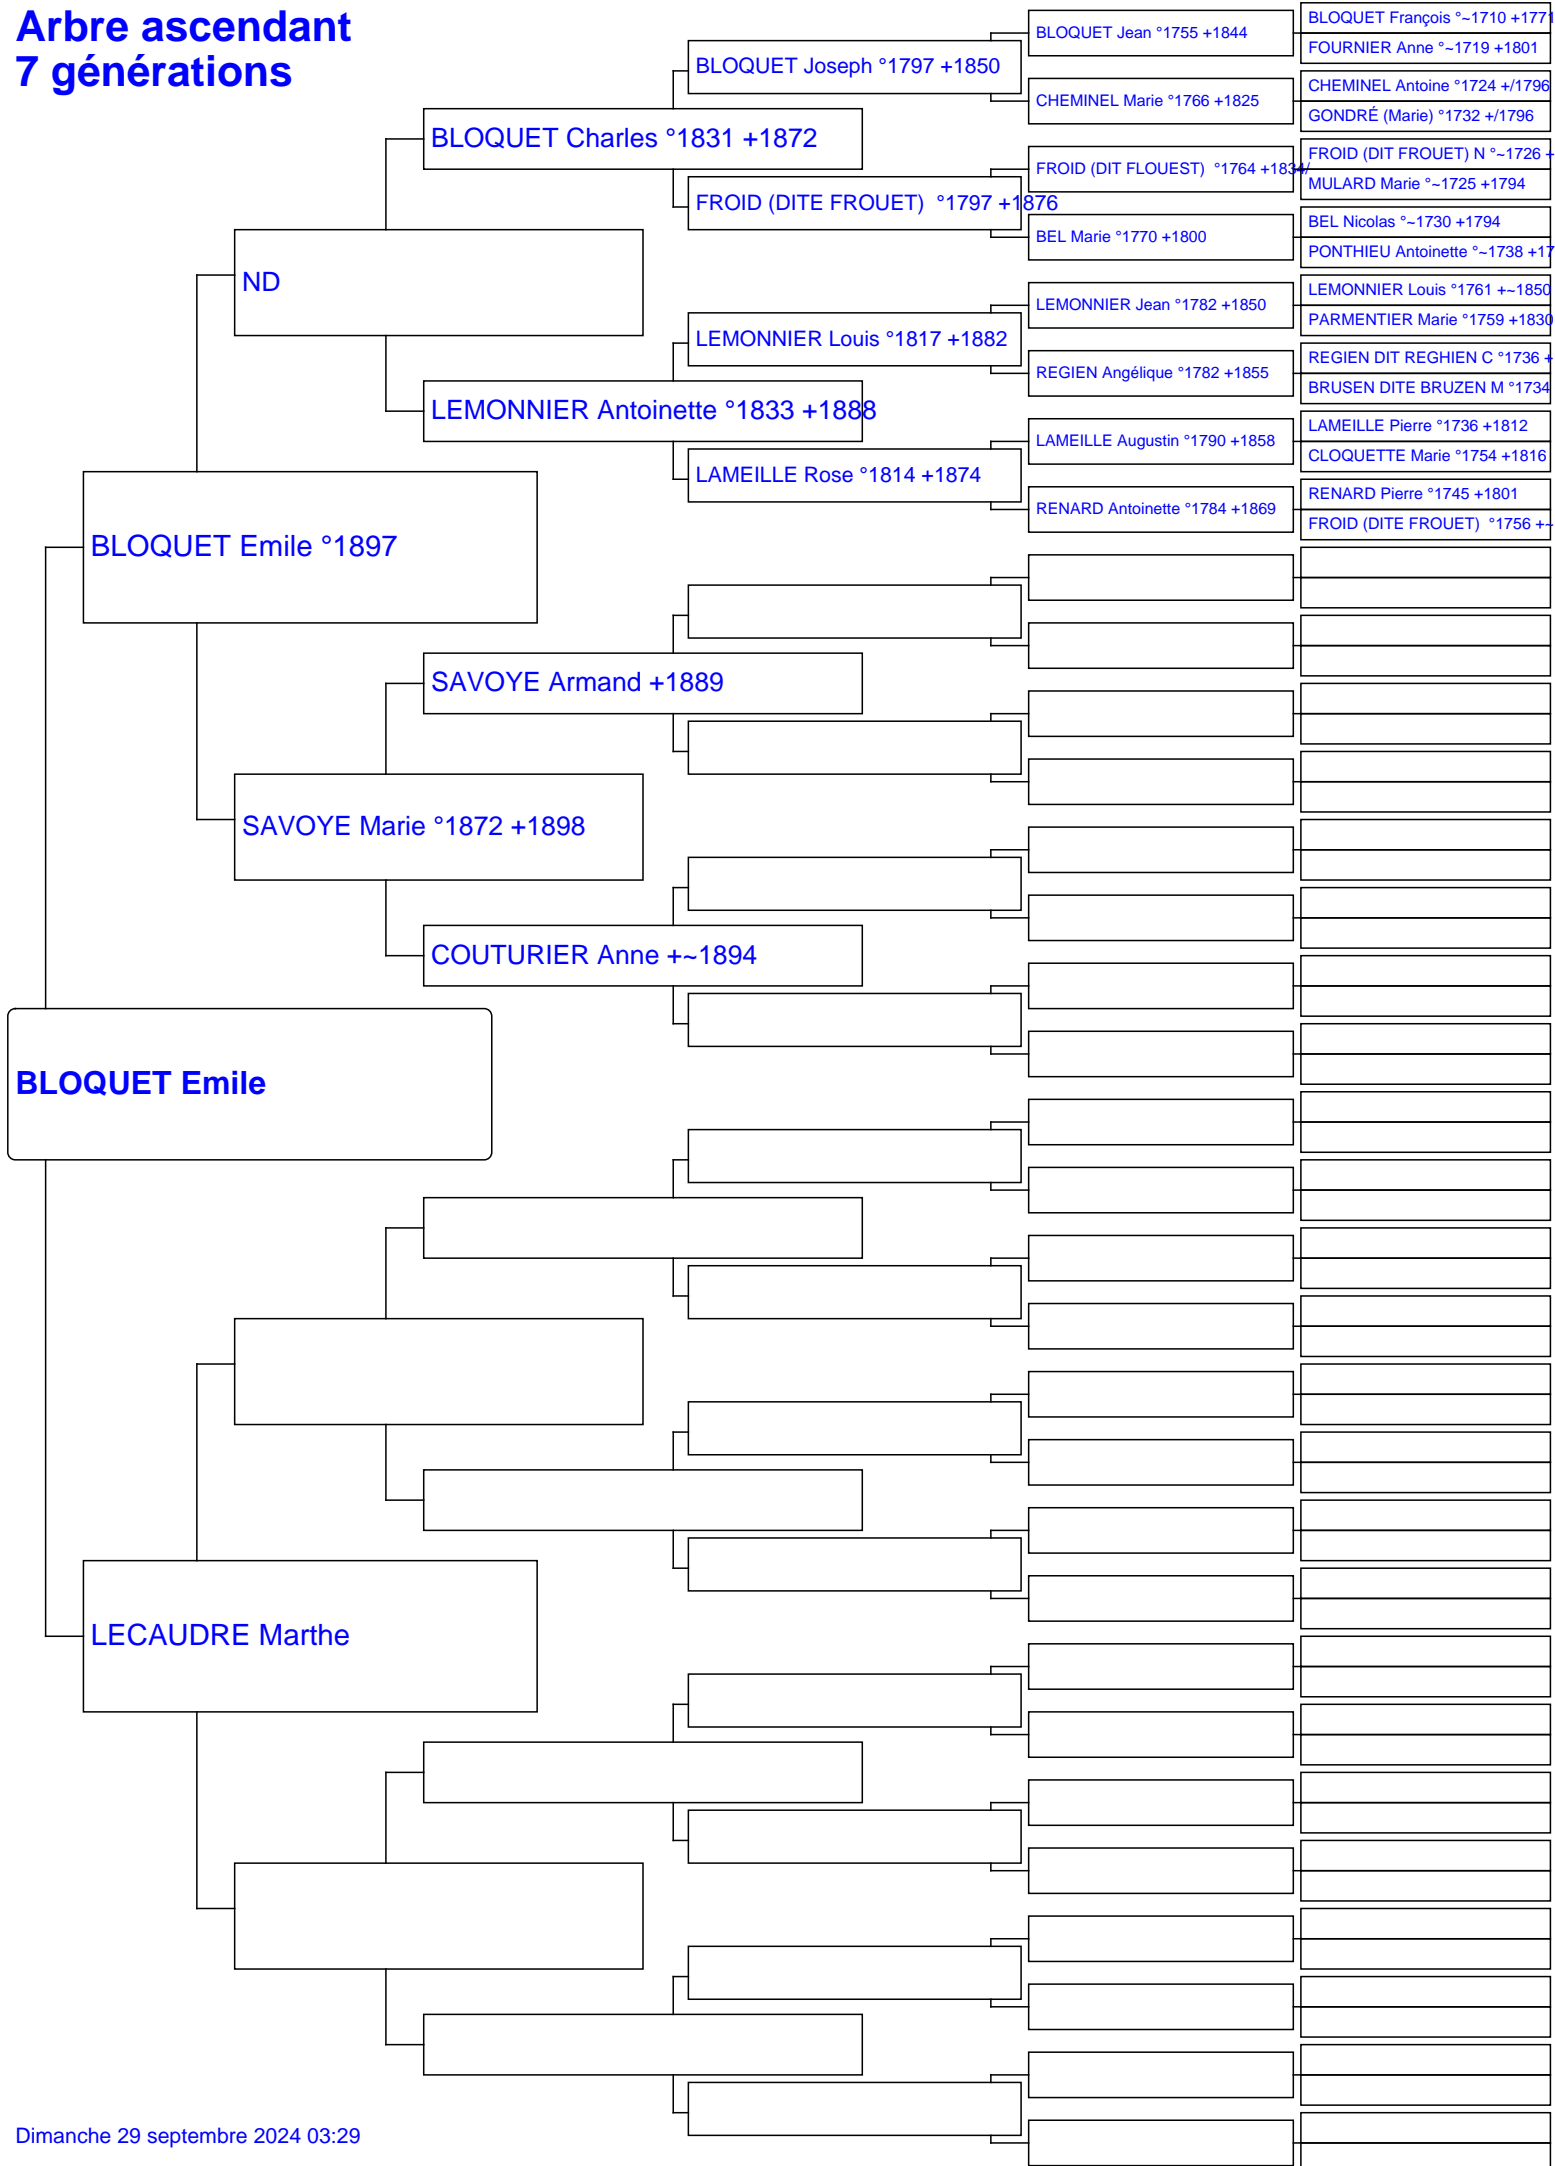 Arbre ascendant
7 générations
BLOQUET François °~1710 +1771
BLOQUET Jean °1755 +1844
FOURNIER Anne °~1719 +1801
BLOQUET Joseph °1797 +1850
CHEMINEL Antoine °1724 +/1796
CHEMINEL Marie °1766 +1825
GONDRÉ (Marie) °1732 +/1796
BLOQUET Charles °1831 +1872
FROID (DIT FROUET) N °~1726 +
FROID (DIT FLOUEST)  °1764 +1834/
MULARD Marie °~1725 +1794
FROID (DITE FROUET)  °1797 +1876
BEL Nicolas °~1730 +1794
BEL Marie °1770 +1800
PONTHIEU Antoinette °~1738 +17
ND
LEMONNIER Louis °1761 +~1850
LEMONNIER Jean °1782 +1850
PARMENTIER Marie °1759 +1830
LEMONNIER Louis °1817 +1882
REGIEN DIT REGHIEN C °1736 +
REGIEN Angélique °1782 +1855
BRUSEN DITE BRUZEN M °1734
LEMONNIER Antoinette °1833 +1888
LAMEILLE Pierre °1736 +1812
LAMEILLE Augustin °1790 +1858
CLOQUETTE Marie °1754 +1816
LAMEILLE Rose °1814 +1874
RENARD Pierre °1745 +1801
RENARD Antoinette °1784 +1869
FROID (DITE FROUET)  °1756 +~
BLOQUET Emile °1897
SAVOYE Armand +1889
SAVOYE Marie °1872 +1898
COUTURIER Anne +~1894
BLOQUET Emile
LECAUDRE Marthe
Dimanche 29 septembre 2024 03:29